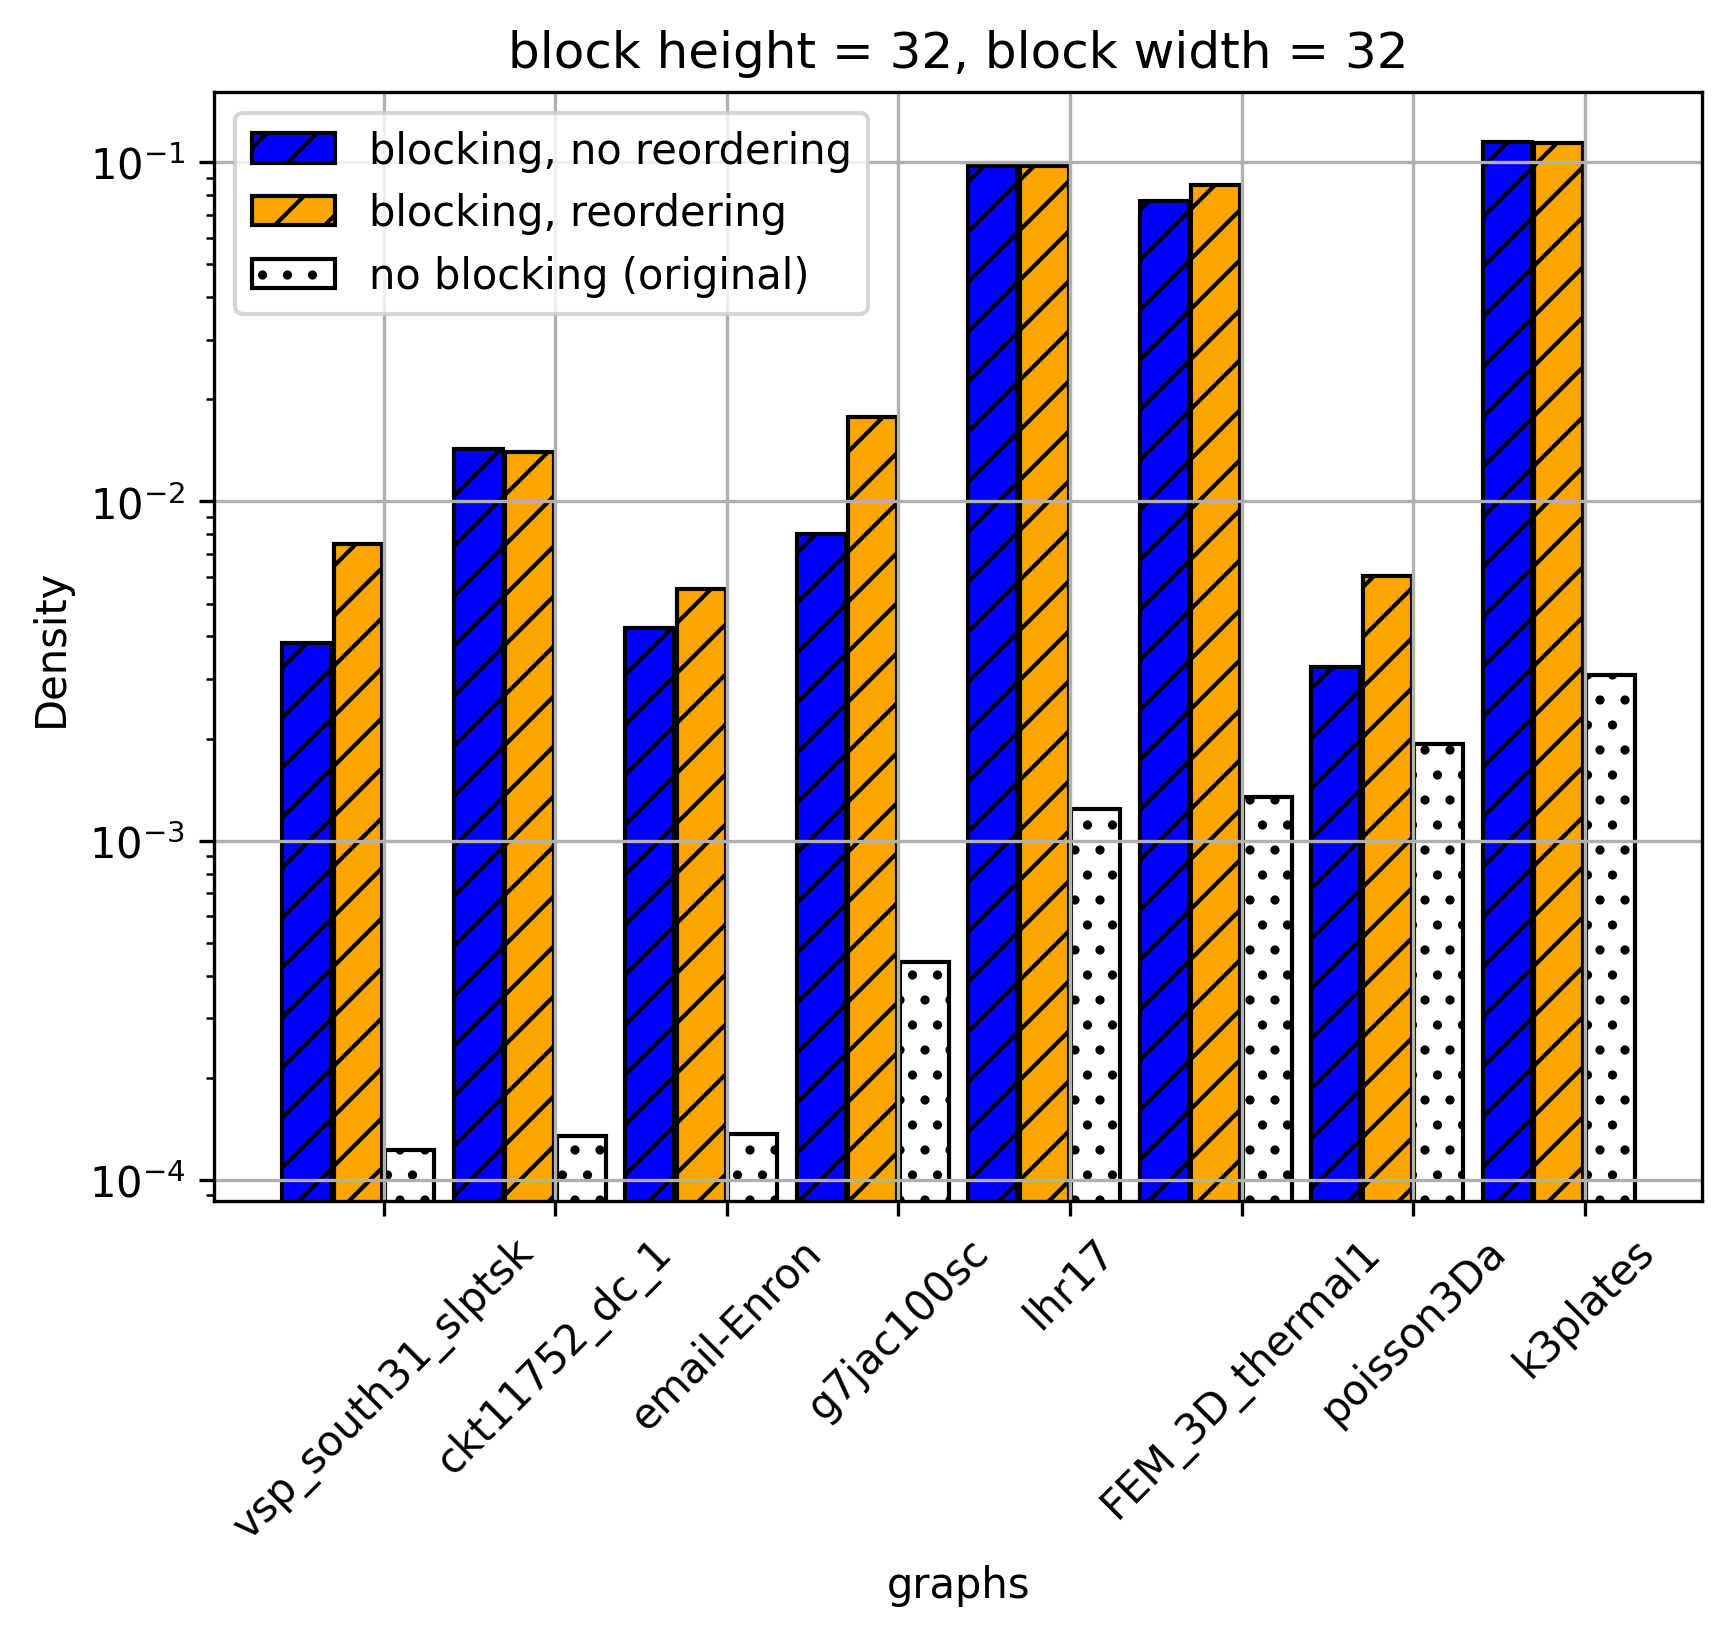 block height = 32, block width = 32
blocking, no reordering
blocking, reordering
no blocking (original)
10⁻¹
10⁻²
10⁻³
10⁻⁴
Density
vsp_south31_slptsk
ckt11752_dc_1
email-Enron
g7jac100sc
lhr17
FEM_3D_thermal1
poisson3Da
k3plates
graphs